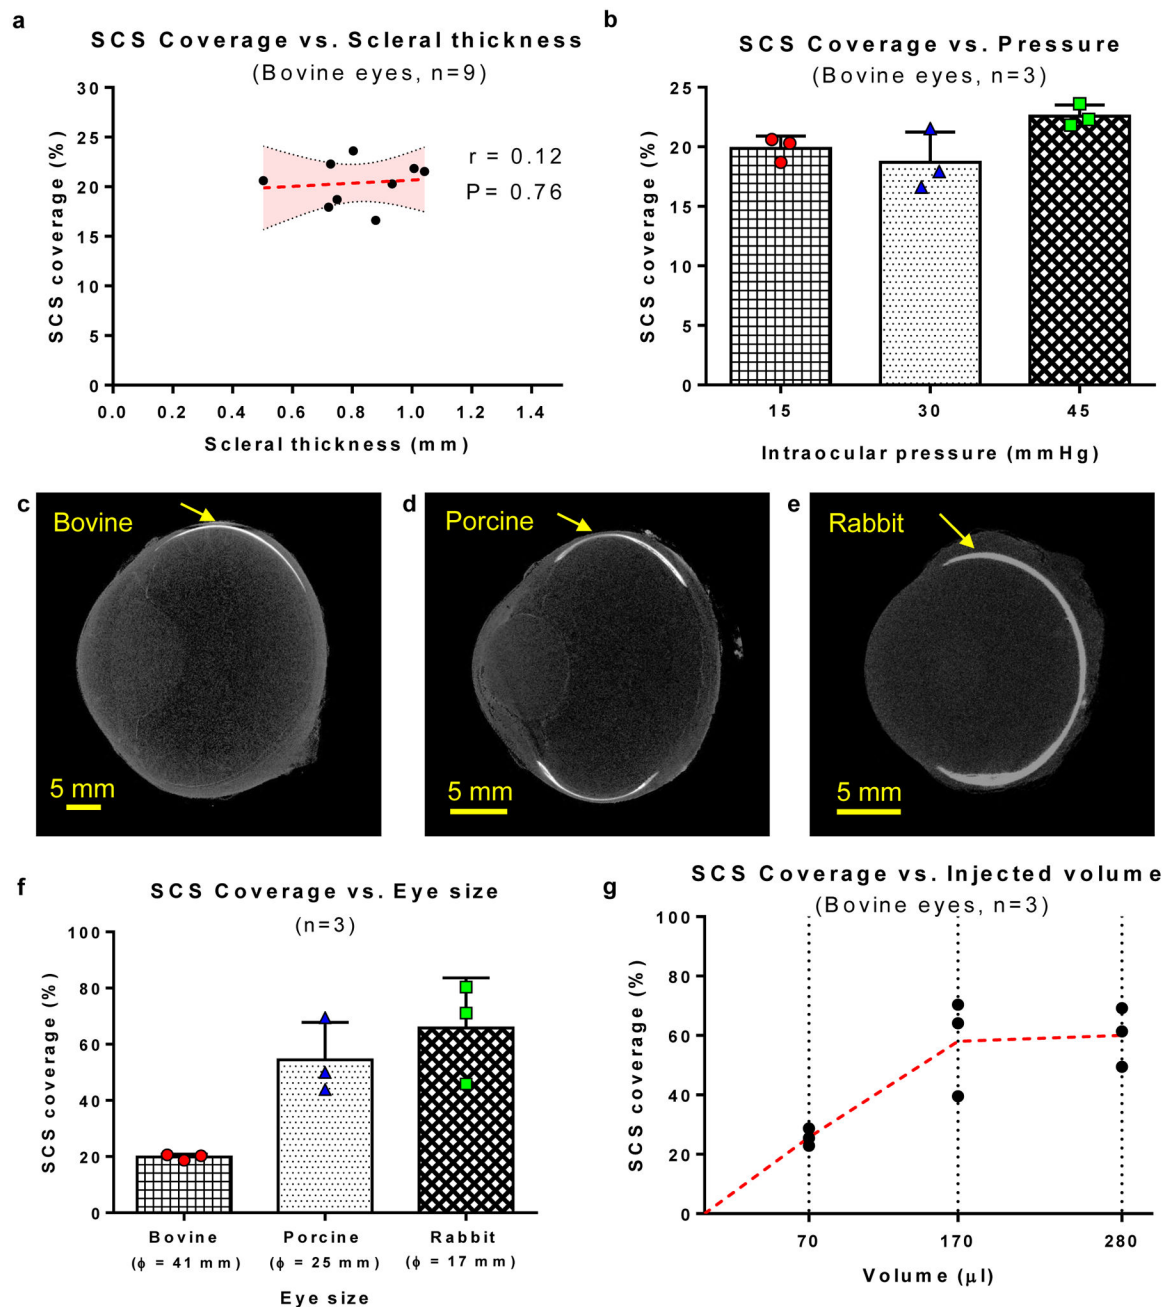 a
SCS Coverage vs. Scleral thickness
(Bovine eyes, n=9)
SCS coverage (%)
30
25
20
15
10
5
0
r = 0.12
P = 0.76
0.0 0.2 0.4 0.6 0.8 1.0 1.2 1.4
Scleral thickness (mm)
b
SCS Coverage vs. Pressure
(Bovine eyes, n=3)
SCS coverage (%)
25
20
15
10
5
0
15 30 45
Intraocular pressure (mmHg)
c
Bovine
5 mm
d
Porcine
5 mm
e
Rabbit
5 mm
f
SCS Coverage vs. Eye size
(n=3)
SCS coverage (%)
100
80
60
40
20
0
Bovine Porcine Rabbit
(ϕ = 41 mm) (ϕ = 25 mm) (ϕ = 17 mm)
Eye size
g
SCS Coverage vs. Injected volume
(Bovine eyes, n=3)
SCS coverage (%)
100
80
60
40
20
0
70 170 280
Volume (μl)